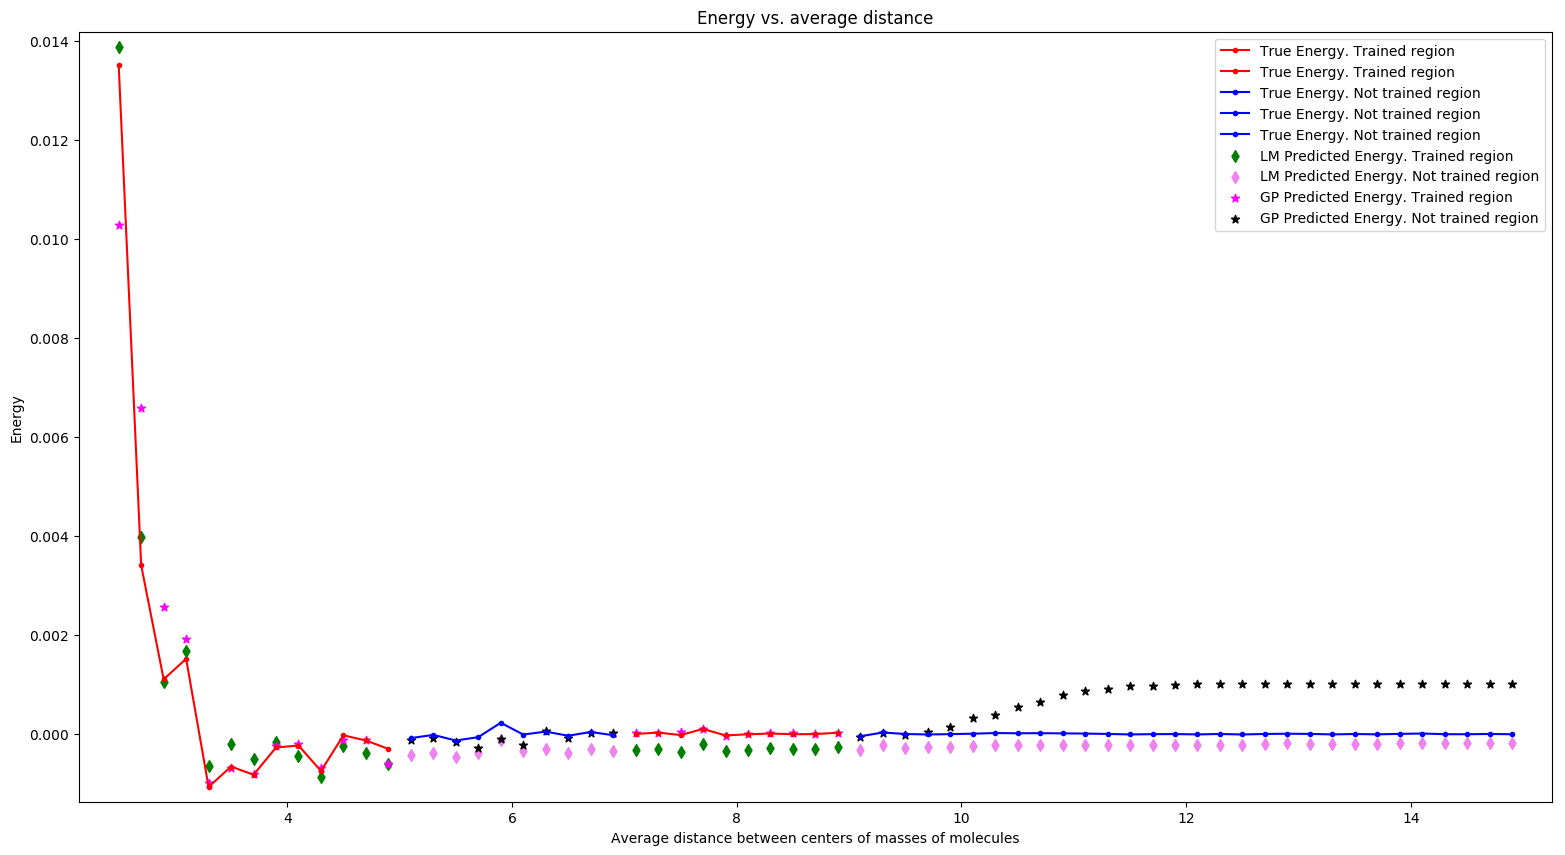 Energy vs. average distance
True Energy. Trained region
True Energy. Trained region
True Energy. Not trained region
True Energy. Not trained region
True Energy. Not trained region
LM Predicted Energy. Trained region
LM Predicted Energy. Not trained region
GP Predicted Energy. Trained region
GP Predicted Energy. Not trained region
Energy
0.014
0.012
0.010
0.008
0.006
0.004
0.002
0.000
4 6 8 10 12 14
Average distance between centers of masses of molecules